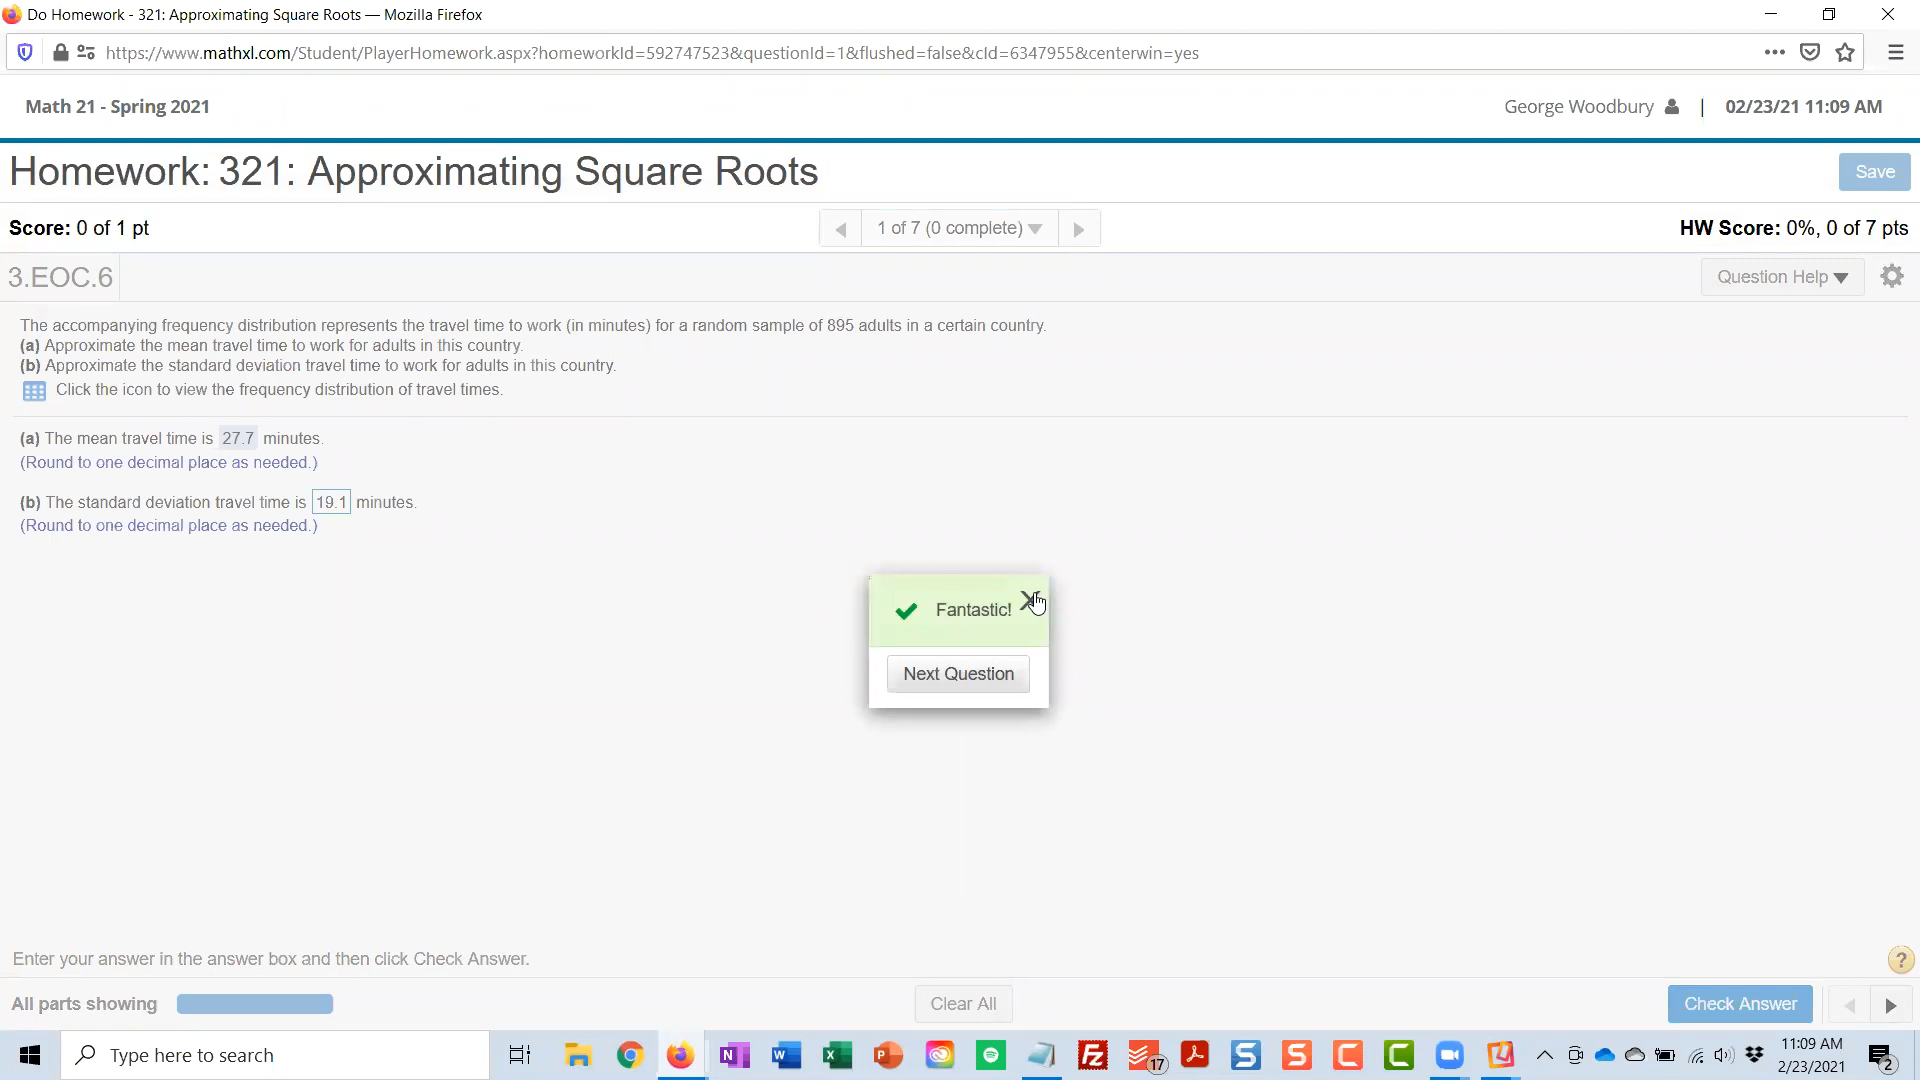 Do Homework - 321: Approximating Square Roots — Mozilla Firefox
https://www.mathxl.com/Student/PlayerHomework.aspx?homeworkId=592747523&questionId=1&flushed=false&cId=6347955&centerwin=yes
Math 21 - Spring 2021
George Woodbury | 02/23/21 11:09 AM
Homework: 321: Approximating Square Roots
Save
Score: 0 of 1 pt
1 of 7 (0 complete)
HW Score: 0%, 0 of 7 pts
3.EOC.6
Question Help
The accompanying frequency distribution represents the travel time to work (in minutes) for a random sample of 895 adults in a certain country.
(a) Approximate the mean travel time to work for adults in this country.
(b) Approximate the standard deviation travel time to work for adults in this country.
Click the icon to view the frequency distribution of travel times.
(a) The mean travel time is 27.7 minutes.
(Round to one decimal place as needed.)
(b) The standard deviation travel time is 19.1 minutes.
(Round to one decimal place as needed.)
Fantastic!
Next Question
Enter your answer in the answer box and then click Check Answer.
?
All parts showing
Clear All
Check Answer
Type here to search
17
11:09 AM
2/23/2021
2